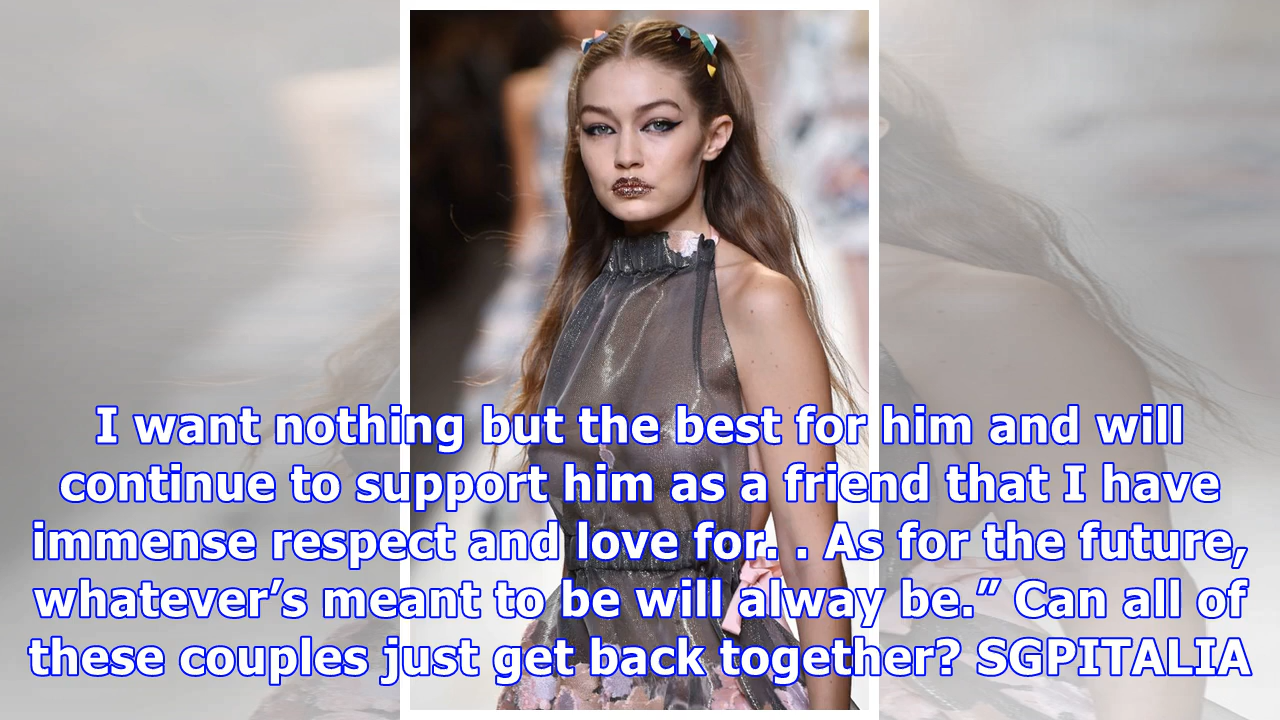 I want nothing but the best for him and will
continue to support him as a friend that I have
immense respect and love for. . As for the future,
whatever’s meant to be will alway be.” Can all of
these couples just get back together? SGPITALIA